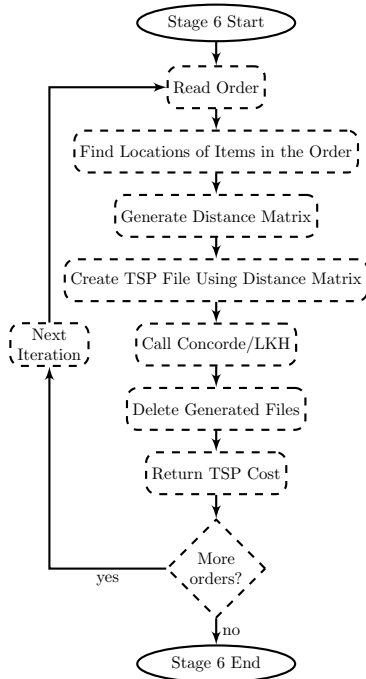 Stage 6 Start
Read Order
Find Locations of Items in the Order
Generate Distance Matrix
Create TSP File Using Distance Matrix
Next
Iteration
Call Concorde/LKH
Delete Generated Files
Return TSP Cost
More
orders?
yes
no
Stage 6 End